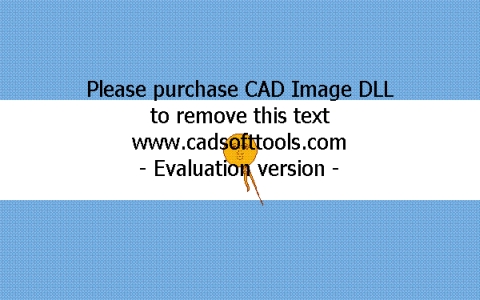 Please purchase CAD Image DLL
to remove this text
www.cadsofttools.com
- Evaluation version -